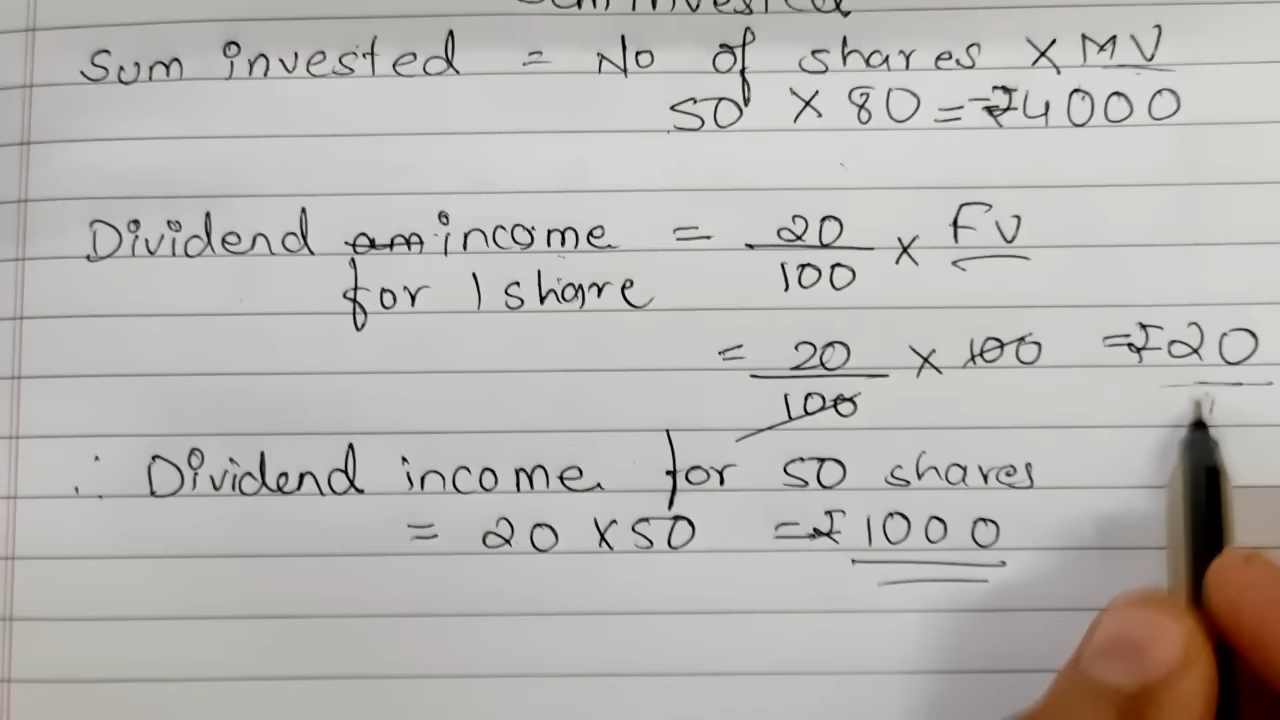 Sum invested = No of shares × MV
50 × 80 = ₹4000
Dividend am income = 20/100 × FV
for 1 share
= 20/100 × 100 = ₹20
∴ Dividend income for 50 shares
= 20 × 50 = ₹1000